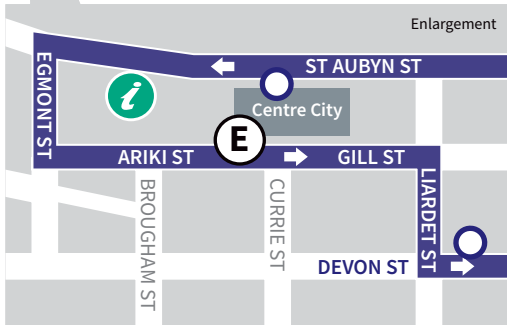 Enlargement
ST AUBYN ST
EGMONT ST
i
Centre City
E
ARIKI ST
GILL ST
BROUGHAM ST
CURRIE ST
LIARDET ST
DEVON ST